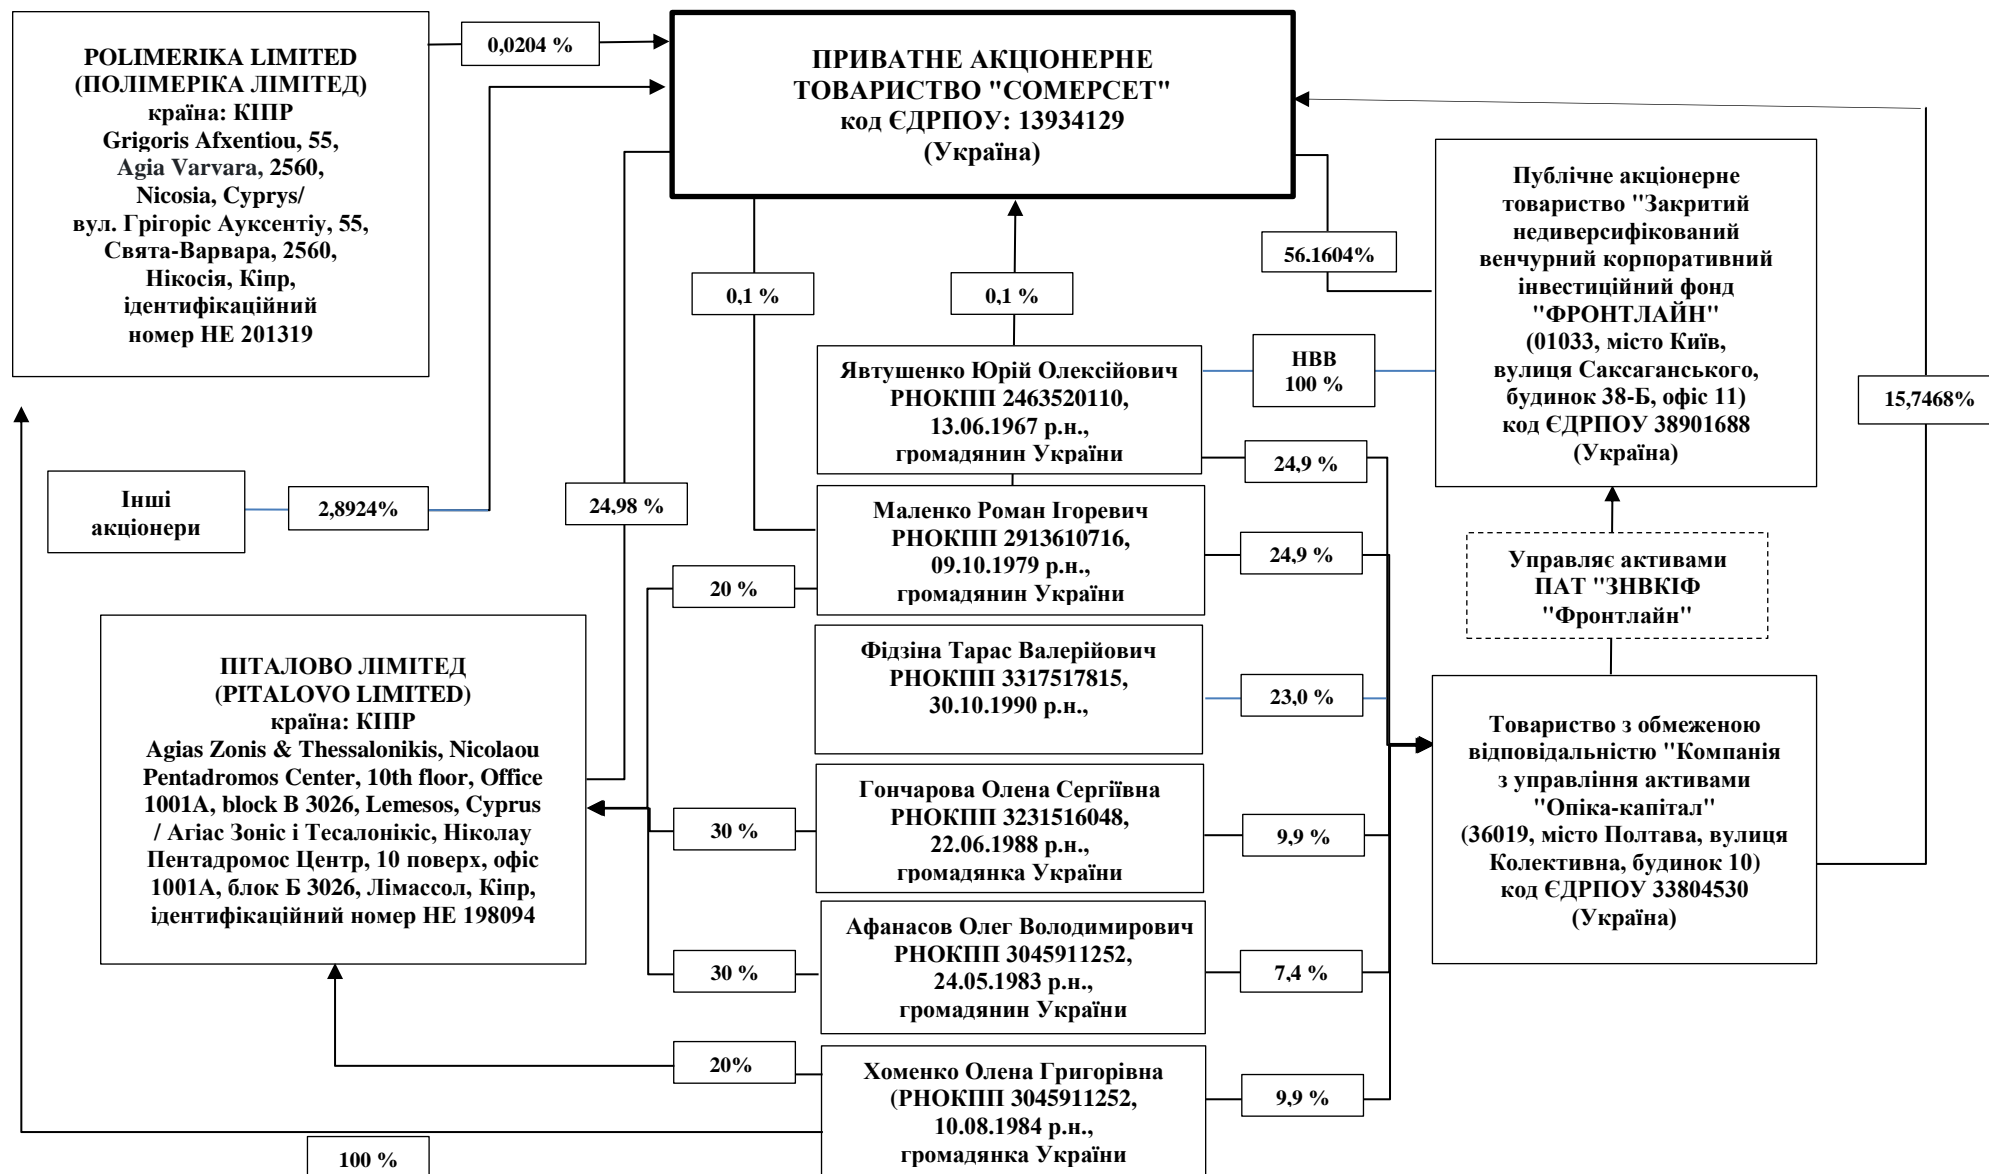 POLIMERIKA LIMITED
(ПОЛІМЕРІКА ЛІМІТЕД)
країна: КІПР
Grigoris Afxentiou, 55,
Agia Varvara, 2560,
Nicosia, Cyprys/
вул. Грігоріс Ауксентіу, 55,
Свята-Варвара, 2560,
Нікосія, Кіпр,
ідентифікаційний
номер НЕ 201319
0,0204 %
ПРИВАТНЕ АКЦІОНЕРНЕ
ТОВАРИСТВО "СОМЕРСЕТ"
код ЄДРПОУ: 13934129
(Україна)
Публічне акціонерне
товариство "Закритий
недиверсифікований
венчурний корпоративний
інвестиційний фонд
"ФРОНТЛАЙН"
(01033, місто Київ,
вулиця Саксаганського,
будинок 38-Б, офіс 11)
код ЄДРПОУ 38901688
(Україна)
56,1604%
0,1 %
0,1 %
Явтушенко Юрій Олексійович
РНОКПП 2463520110,
13.06.1967 р.н.,
громадянин України
НВВ
100 %
15,7468%
24,9 %
Інші
акціонери
2,8924%
24,98 %
Маленко Роман Ігоревич
РНОКПП 2913610716,
09.10.1979 р.н.,
громадянин України
24,9 %
20 %
Управляє активами
ПАТ "ЗНВКІФ
"Фронтлайн"
Фідзіна Тарас Валерійович
РНОКПП 3317517815,
30.10.1990 р.н.,
23,0 %
ПІТАЛОВО ЛІМІТЕД
(PITALOVO LIMITED)
країна: КІПР
Agias Zonis & Thessalonikis, Nicolaou
Pentadromos Center, 10th floor, Office
1001A, block B 3026, Lemesos, Cyprus
/ Агіас Зоніс і Тесалонікіс, Ніколау
Пентадромос Центр, 10 поверх, офіс
1001А, блок Б 3026, Лімассол, Кіпр,
ідентифікаційний номер НЕ 198094
Товариство з обмеженою
відповідальністю "Компанія
з управління активами
"Опіка-капітал"
(36019, місто Полтава, вулиця
Колективна, будинок 10)
код ЄДРПОУ 33804530
(Україна)
30 %
Гончарова Олена Сергіївна
РНОКПП 3231516048,
22.06.1988 р.н.,
громадянка України
9,9 %
30 %
Афанасов Олег Володимирович
РНОКПП 3045911252,
24.05.1983 р.н.,
громадянин України
7,4 %
20%
Хоменко Олена Григорівна
(РНОКПП 3045911252,
10.08.1984 р.н.,
громадянка України
9,9 %
100 %